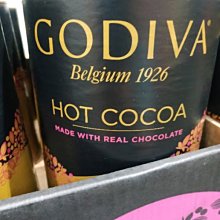 GODIVA
Belgium 1926
HOT COCOA
MADE WITH REAL CHOCOLATE